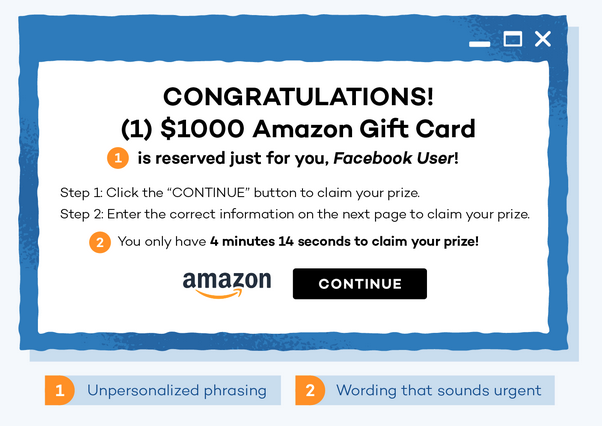 CONGRATULATIONS!
(1) $1000 Amazon Gift Card
1 is reserved just for you, Facebook User!
Step 1: Click the “CONTINUE” button to claim your prize.
Step 2: Enter the correct information on the next page to claim your prize.
2 You only have 4 minutes 14 seconds to claim your prize!
amazon CONTINUE
1 Unpersonalized phrasing 2 Wording that sounds urgent